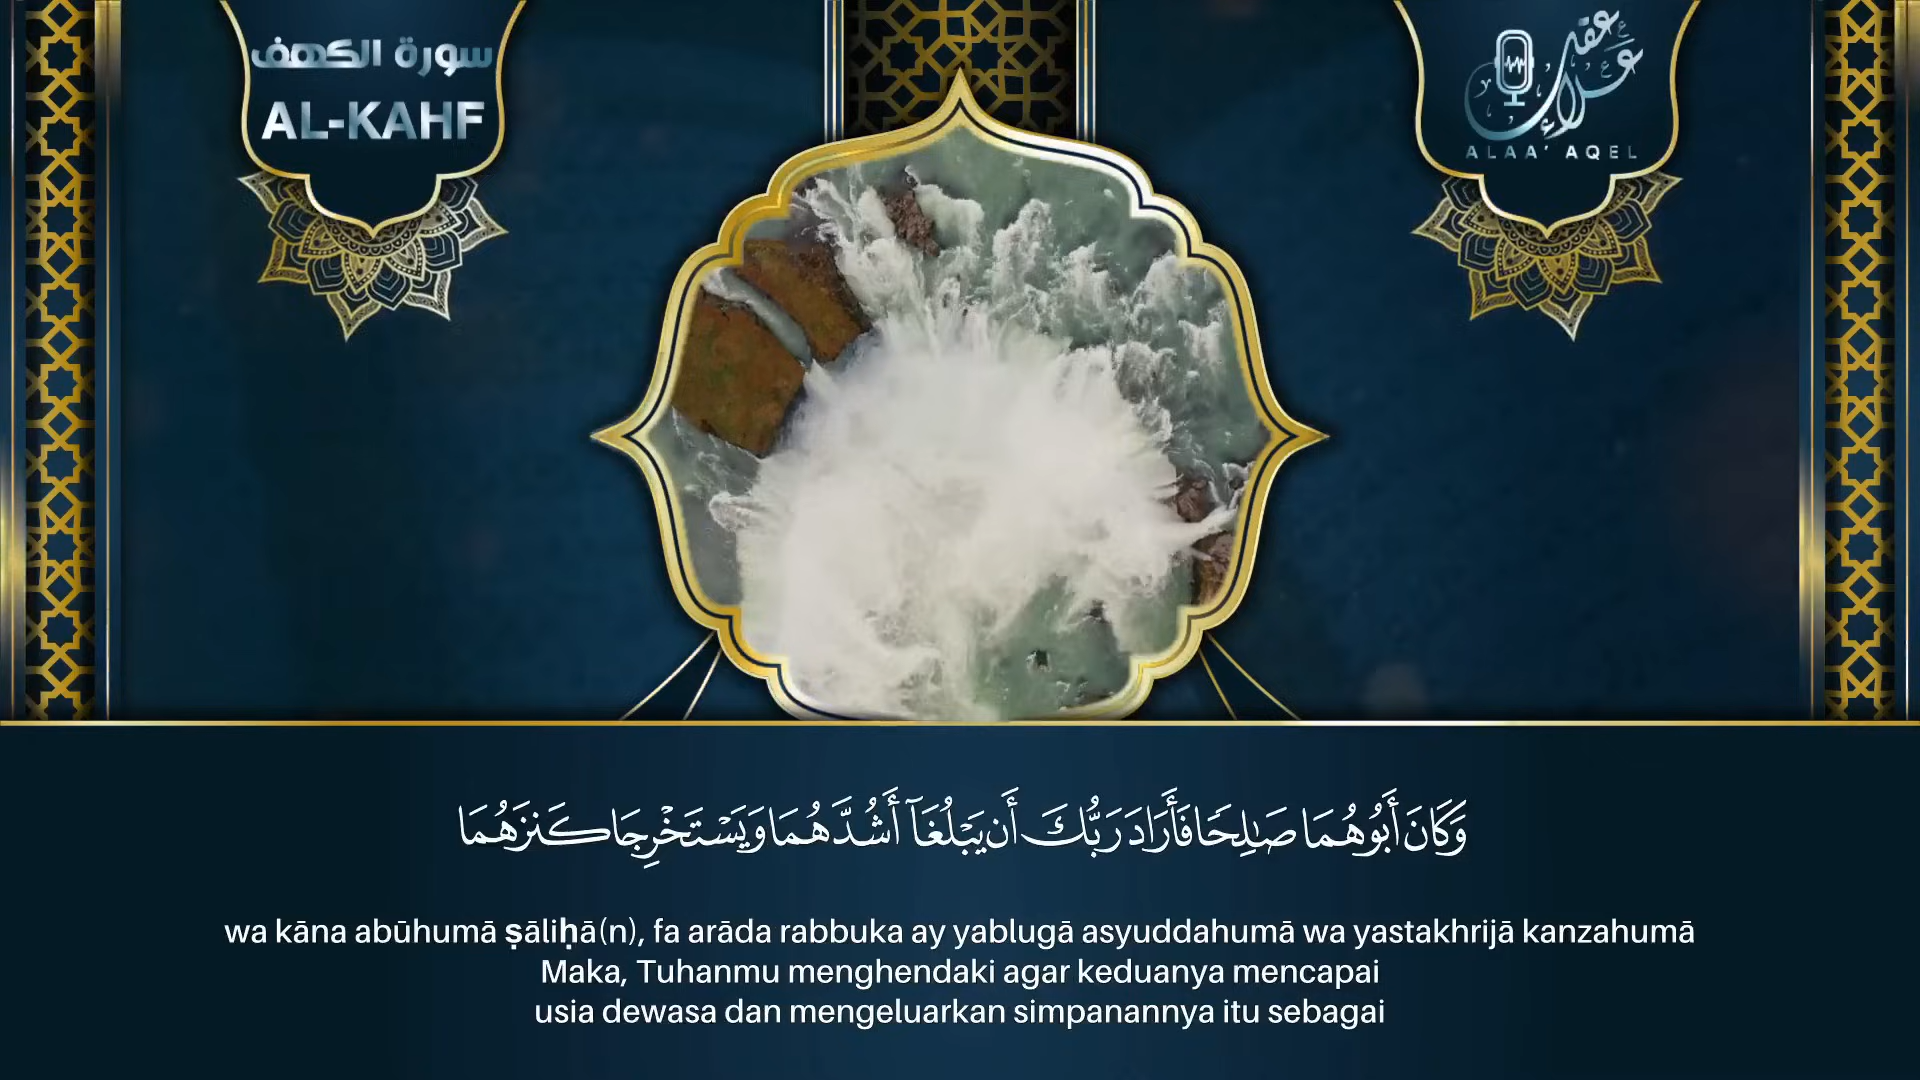 سورة الكهف
AL-KAHF
علاء عقل
ALAA' AQEL
وَكَانَ أَبُوهُمَا صَـٰلِحًا فَأَرَادَ رَبُّكَ أَن يَبْلُغَآ أَشُدَّهُمَا وَيَسْتَخْرِجَا كَنزَهُمَا
wa kāna abūhumā ṣāliḥā(n), fa arāda rabbuka ay yablugā asyuddahumā wa yastakhrijā kanzahumā
Maka, Tuhanmu menghendaki agar keduanya mencapai
usia dewasa dan mengeluarkan simpanannya itu sebagai